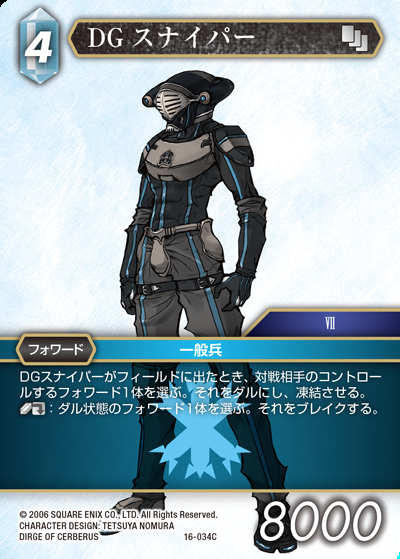 4
DG スナイパー
VII
フォワード
一般兵
DGスナイパーがフィールドに出たとき、対戦相手のコントロー
ルするフォワード1体を選ぶ。それをダルにし、凍結させる。
:ダル状態のフォワード1体を選ぶ。それをブレイクする。
© 2006 SQUARE ENIX CO., LTD. All Rights Reserved.
CHARACTER DESIGN: TETSUYA NOMURA
DIRGE OF CERBERUS
16-034C
8000